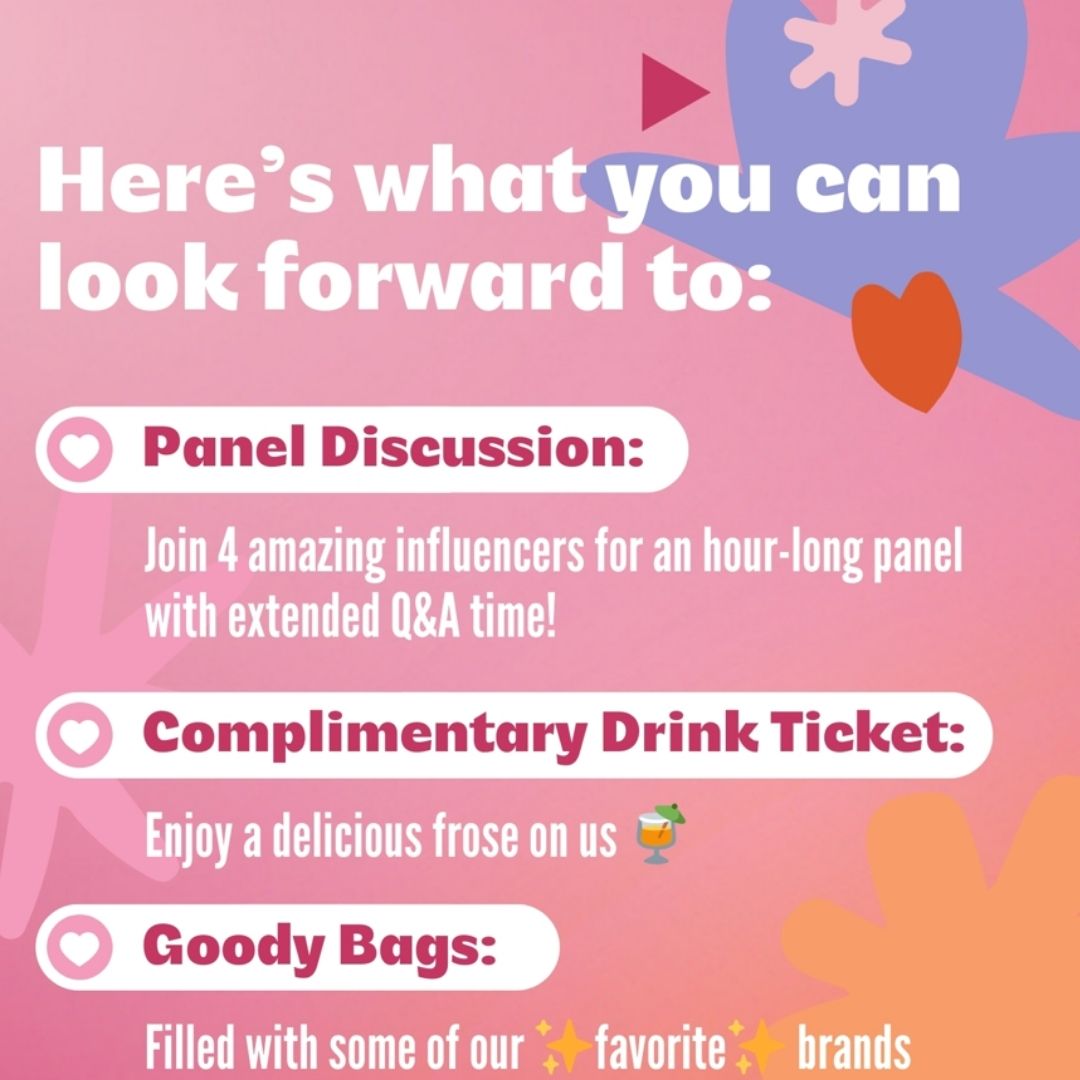 Here’s what you can
look forward to:
Panel Discussion:
Join 4 amazing influencers for an hour-long panel
with extended Q&A time!
Complimentary Drink Ticket:
Enjoy a delicious frose on us 🍹
Goody Bags:
Filled with some of our ✨favorite✨ brands